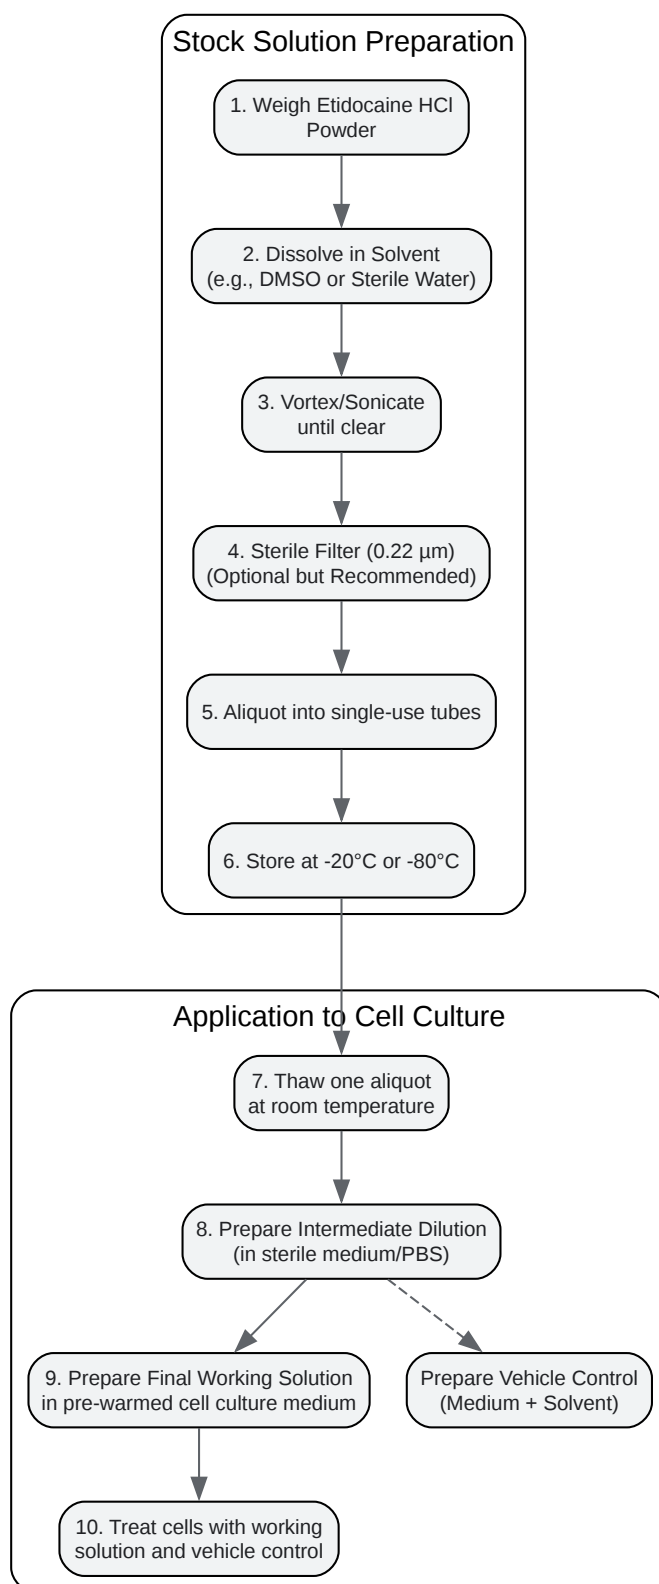 Stock Solution Preparation
1. Weigh Etidocaine HCl
Powder
2. Dissolve in Solvent
(e.g., DMSO or Sterile Water)
3. Vortex/Sonicate
until clear
4. Sterile Filter (0.22 µm)
(Optional but Recommended)
5. Aliquot into single-use tubes
6. Store at -20°C or -80°C
Application to Cell Culture
7. Thaw one aliquot
at room temperature
8. Prepare Intermediate Dilution
(in sterile medium/PBS)
9. Prepare Final Working Solution
in pre-warmed cell culture medium
Prepare Vehicle Control
(Medium + Solvent)
10. Treat cells with working
solution and vehicle control